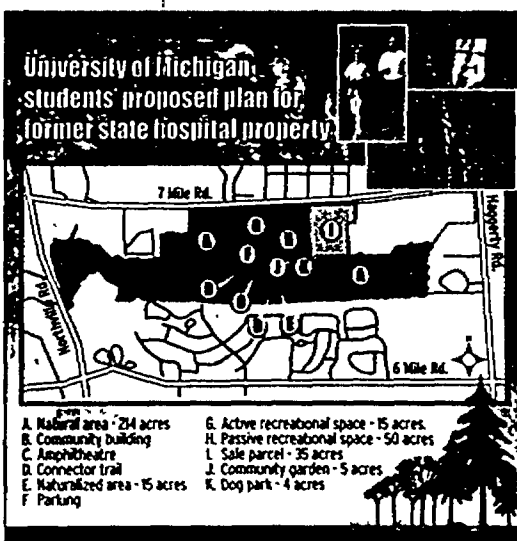 University of Michigan
students' proposed plan for
former state hospital property
7 Mile Rd.
Haggerty Rd.
Northville Rd
6 Mile Rd.
A. Natural area - 214 acres
B. Community building
C. Amphitheatre
D. Connector trail
E. Naturalized area - 15 acres
F Parking
G. Active recreational space - 15 acres.
H. Passive recreational space - 50 acres
I. Sale parcel - 35 acres
J. Community garden - 5 acres
K. Dog park - 4 acres